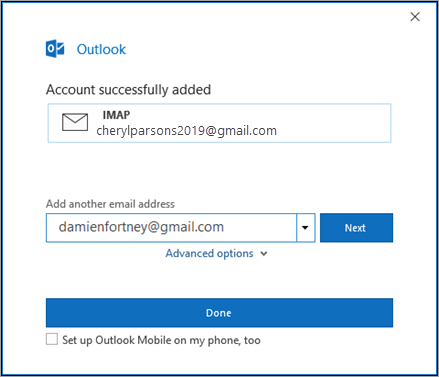 Outlook
Account successfully added
IMAP
cherylparsons2019@gmail.com
Add another email address
damienfortney@gmail.com
Next
Advanced options
Done
Set up Outlook Mobile on my phone, too